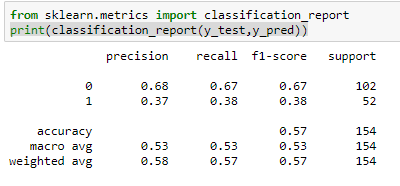 from sklearn.metrics import classification_report
print(classification_report(y_test,y_pred))
precision recall f1-score support
0 0.68 0.67 0.67 102
1 0.37 0.38 0.38 52
accuracy 0.57 154
macro avg 0.53 0.53 0.53 154
weighted avg 0.58 0.57 0.57 154